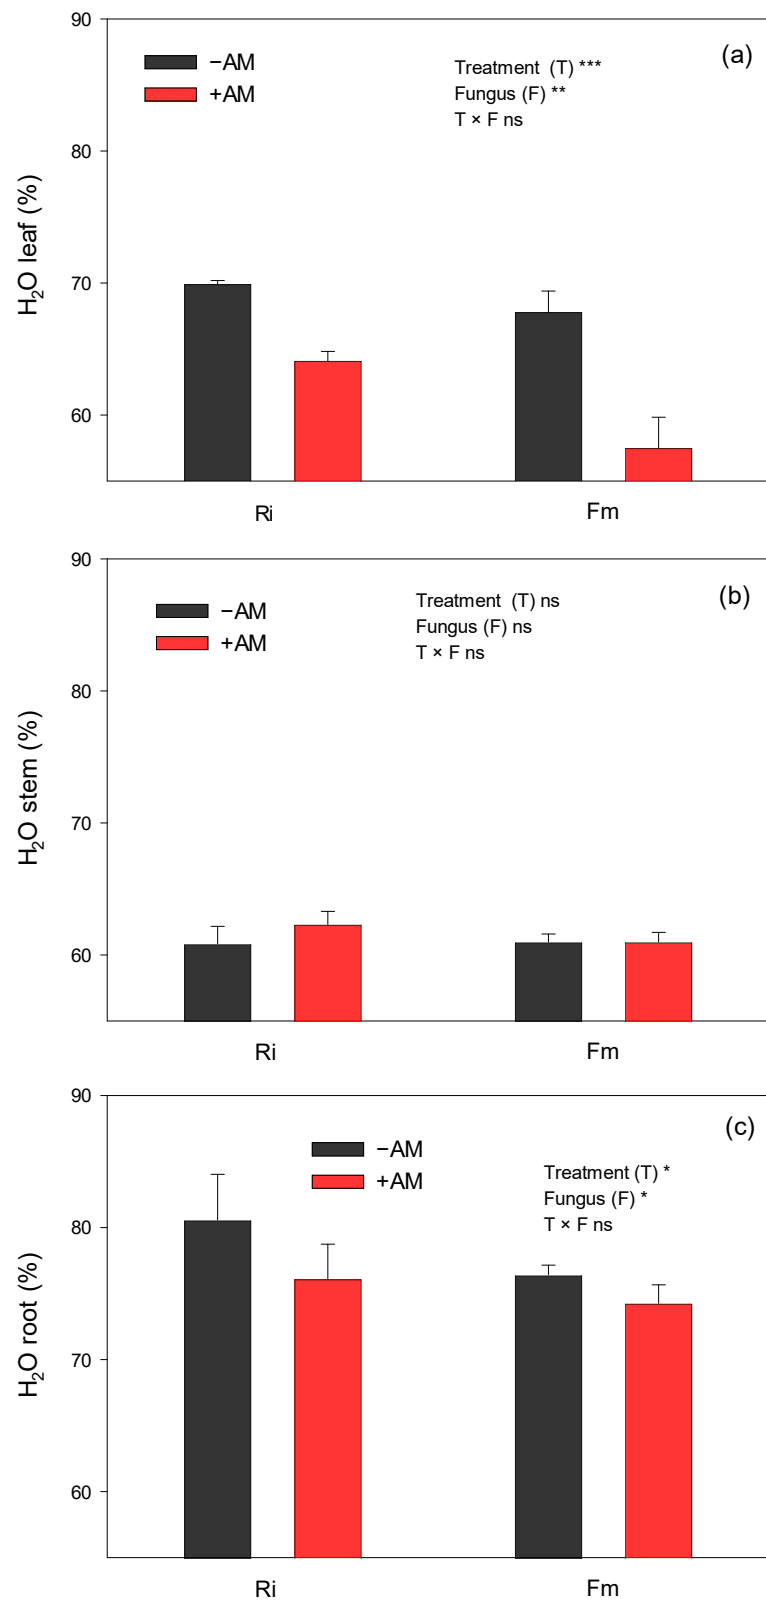 90
(a)
−AM
Treatment (T) ***
+AM
Fungus (F) **
T × F ns
80
H₂O leaf (%)
70
60
Ri
Fm
90
(b)
−AM
Treatment (T) ns
Fungus (F) ns
+AM
T × F ns
80
H₂O stem (%)
70
60
Ri
Fm
90
(c)
−AM
Treatment (T) *
+AM
Fungus (F) *
T × F ns
80
H₂O root (%)
70
60
Ri
Fm